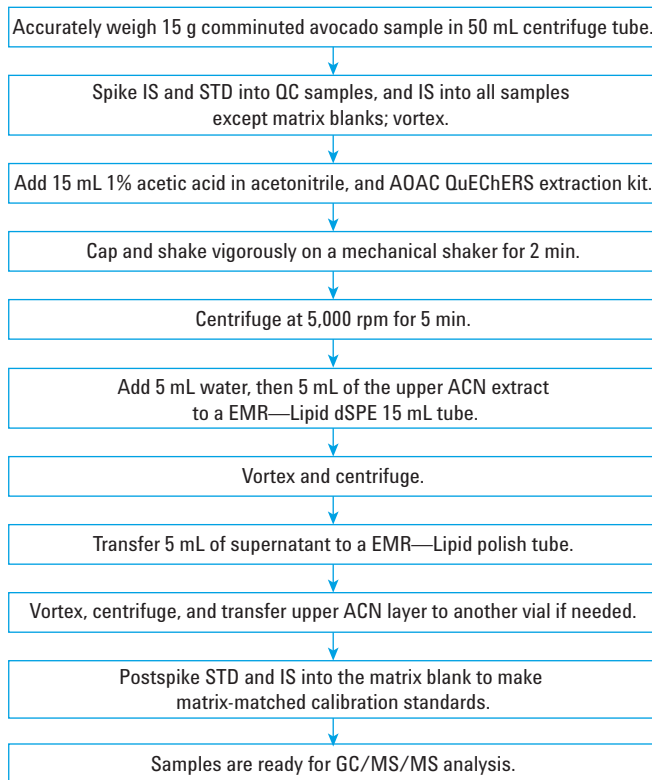 Accurately weigh 15 g comminuted avocado sample in 50 mL centrifuge tube.
Spike IS and STD into QC samples, and IS into all samples
except matrix blanks; vortex.
Add 15 mL 1% acetic acid in acetonitrile, and AOAC QuEChERS extraction kit.
Cap and shake vigorously on a mechanical shaker for 2 min.
Centrifuge at 5,000 rpm for 5 min.
Add 5 mL water, then 5 mL of the upper ACN extract
to a EMR—Lipid dSPE 15 mL tube.
Vortex and centrifuge.
Transfer 5 mL of supernatant to a EMR—Lipid polish tube.
Vortex, centrifuge, and transfer upper ACN layer to another vial if needed.
Postspike STD and IS into the matrix blank to make
matrix-matched calibration standards.
Samples are ready for GC/MS/MS analysis.